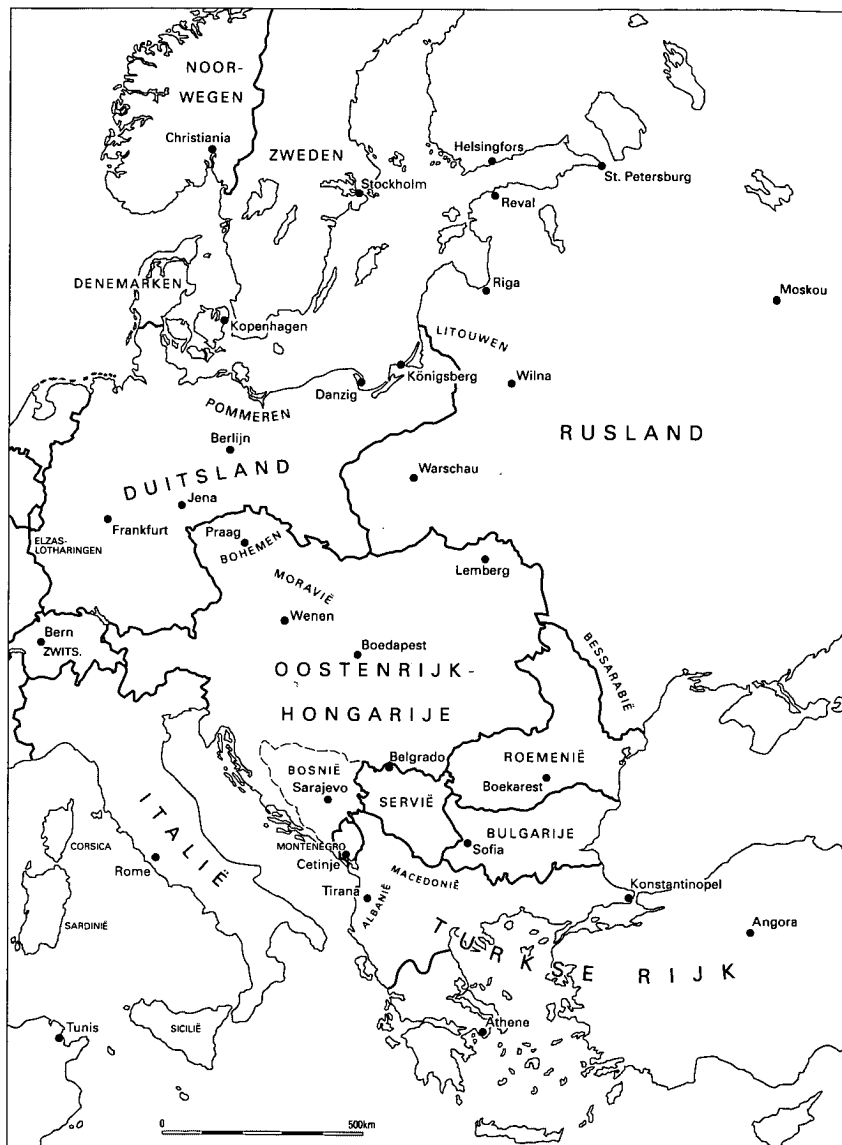 NOOR-
WEGEN
Christiania
ZWEDEN
Helsingfors
St. Petersburg
Stockholm
Reval
DENEMARKEN
Riga
Moskou
Kopenhagen
LITOUWEN
Königsberg
Danzig
Wilna
POMMEREN
Berlijn
RUSLAND
DUITSLAND
Warschau
Jena
Frankfurt
Praag
ELZAS-
LOTHARINGEN
BOHEMEN
Lemberg
MORAVIË
Wenen
Bern
ZWITS.
Boedapest
BESSARABIË
OOSTENRIJK-
HONGARIJE
Belgrado
ROEMENIË
BOSNIË
Sarajevo
Boekarest
SERVIË
ITALIË
BULGARIJE
CORSICA
MONTENEGRO
Sofia
Rome
Cetinje
MACEDONIË
Konstantinopel
Tirana
ALBANIË
SARDINIË
Angora
TURKSE RIJK
Tunis
SICILIË
Athene
0 500km